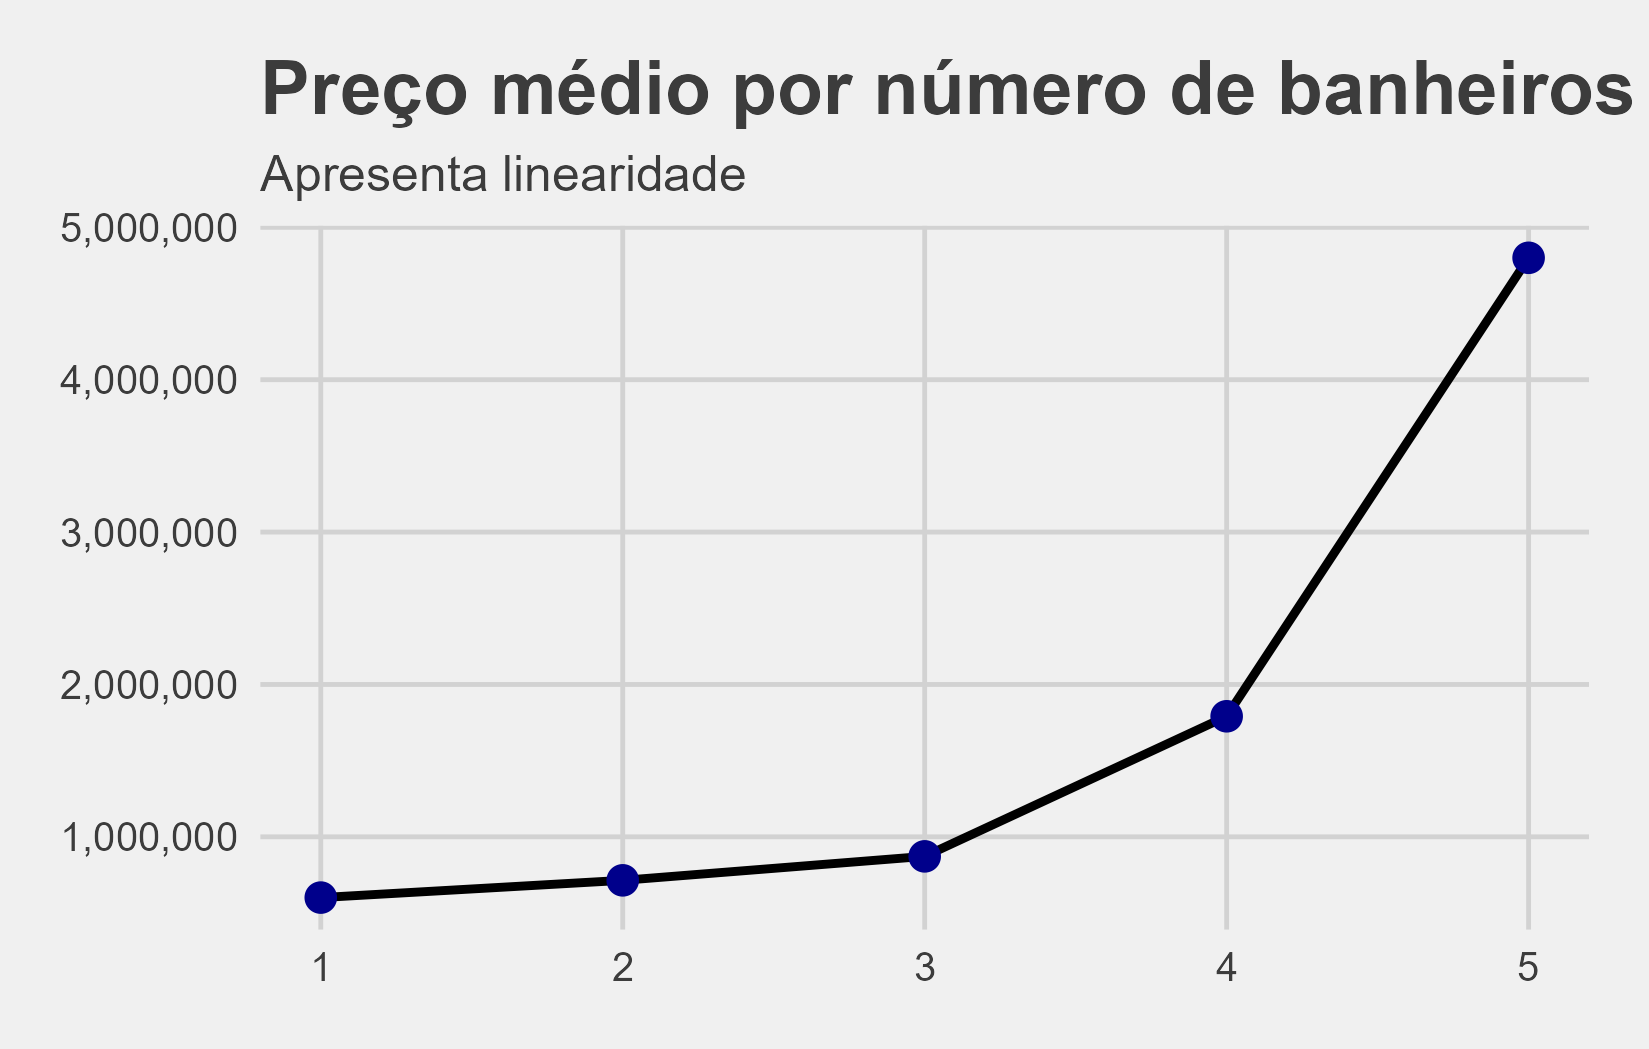 Preço médio por número de banheiros
Apresenta linearidade
5,000,000
4,000,000
3,000,000
2,000,000
1,000,000
1 2 3 4 5